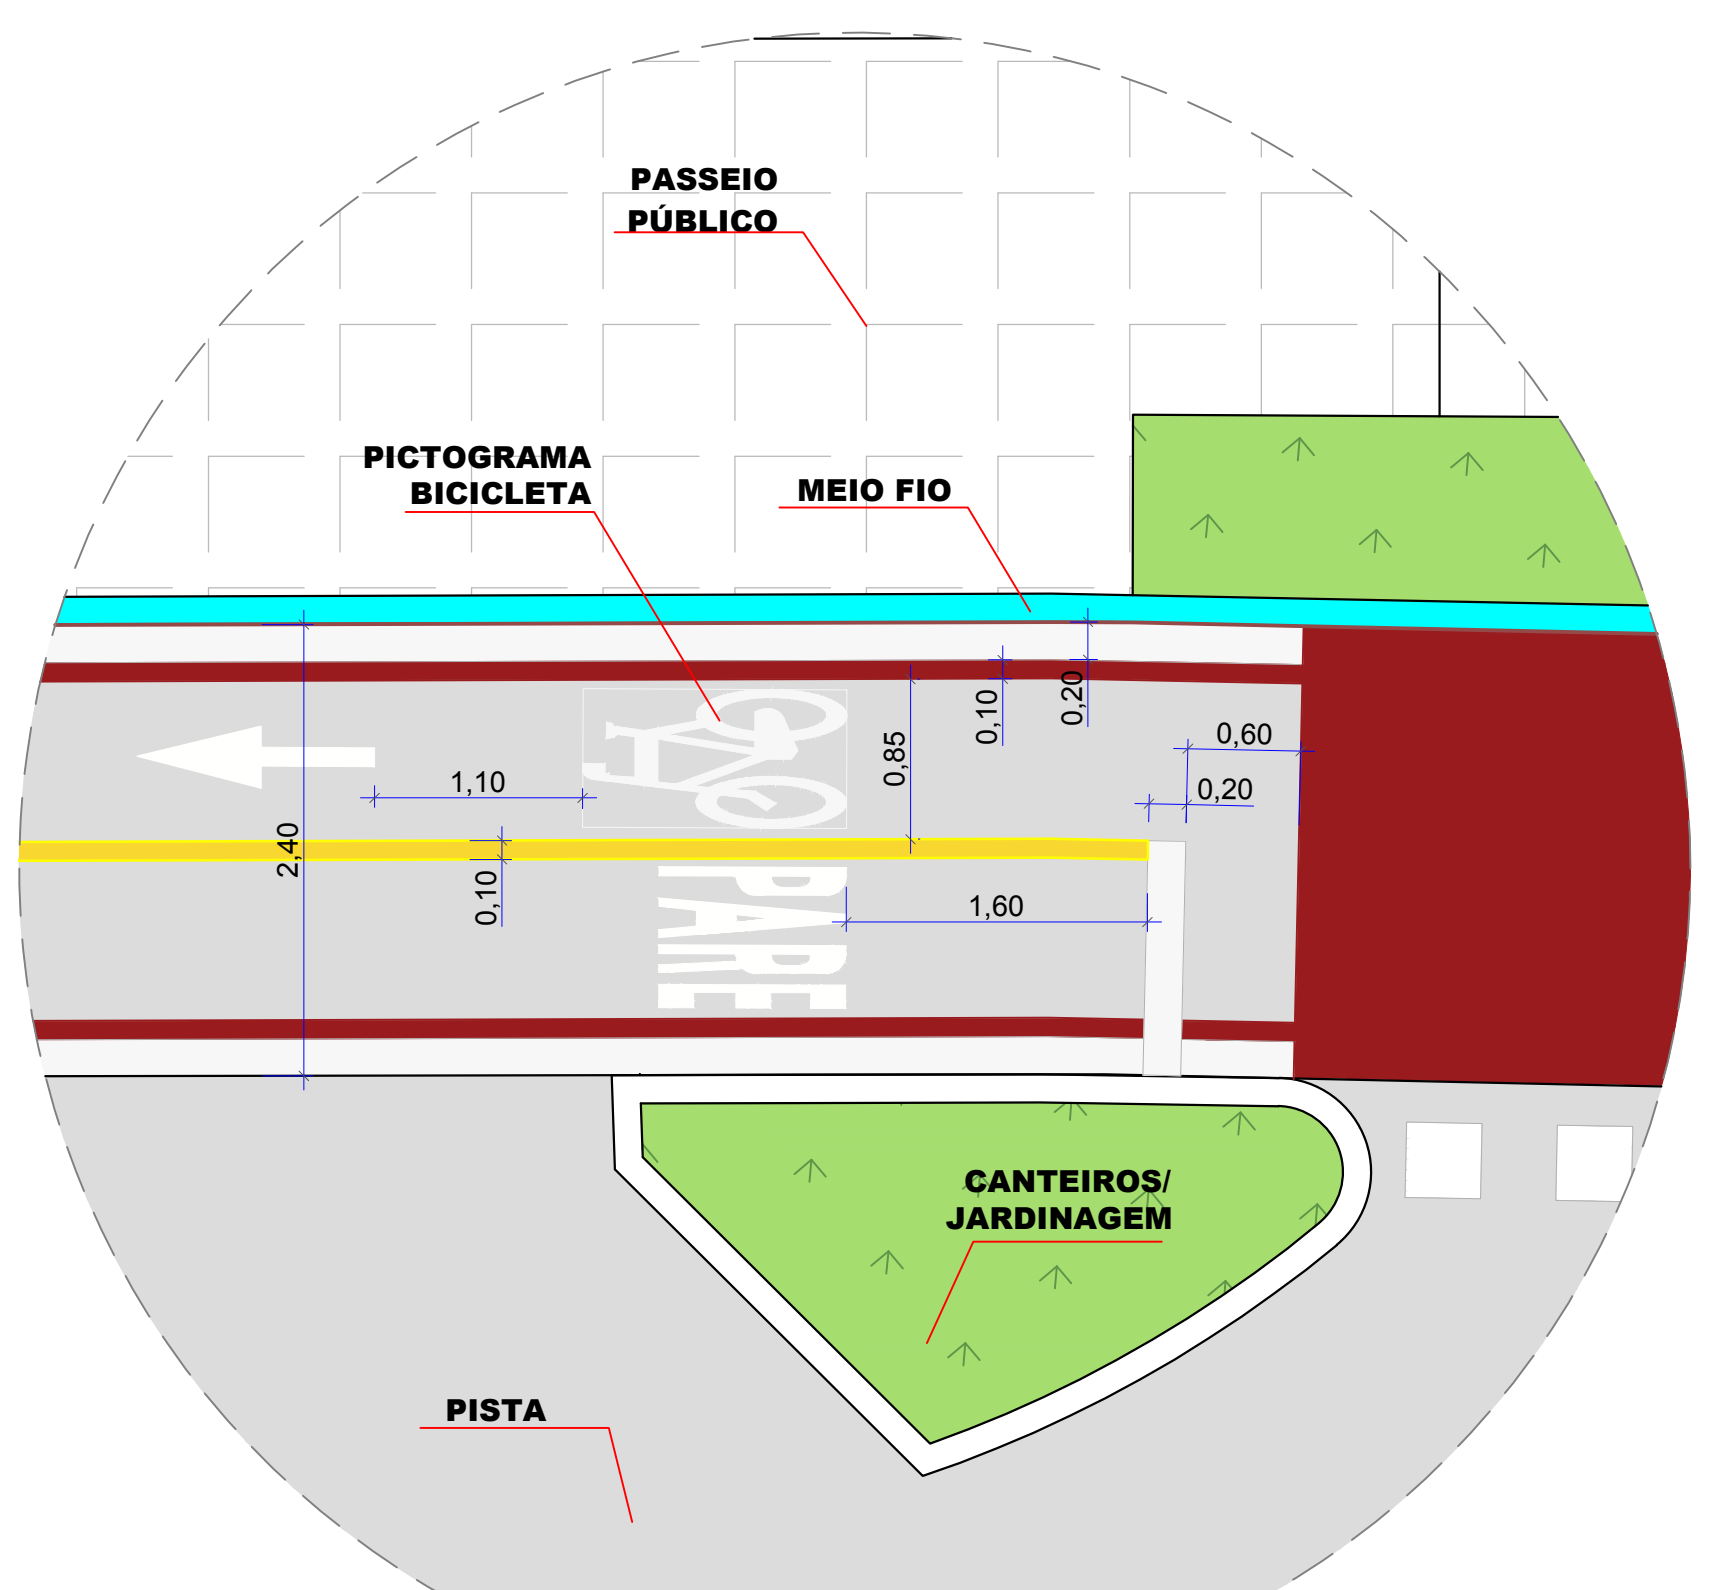 PASSEIO
PÚBLICO
PICTOGRAMA
BICICLETA
MEIO FIO
0,20
0,10
0,85
0,60
0,20
1,10
2,40
0,10
1,60
PARE
CANTEIROS/
JARDINAGEM
PISTA